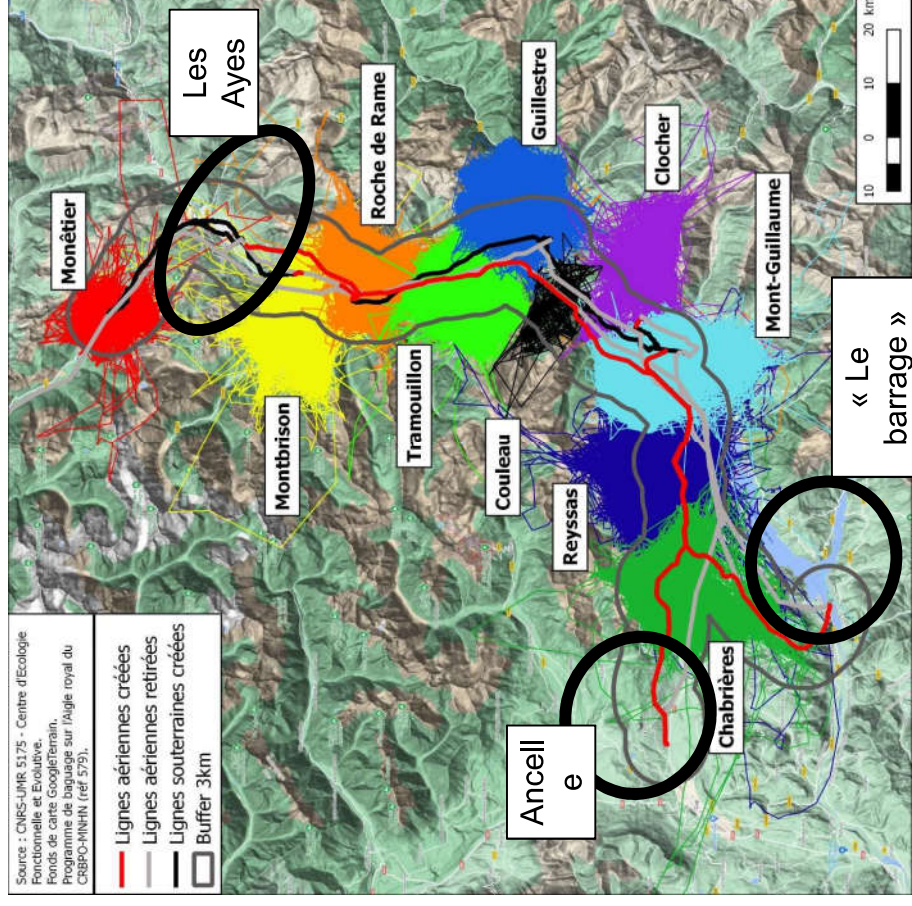 Source : CNRS-UMR 5175 - Centre d'Ecologie
Fonctionnelle et Evolutive.
Fonds de carte GoogleTerrain.
Programme de baguage sur l'Aigle royal du
CRBPO-MNHN (réf 579).
Lignes aériennes créées
Lignes aériennes retirées
Lignes souterraines créées
Buffer 3km
Les
Ayes
Monêtier
Roche de Rame
Guillestre
Montbrison
Clocher
Tramouillon
Couleau
Mont-Guillaume
Reyssas
« Le
barrage »
Ancell
e
Chabrières
10 0 10 20 km